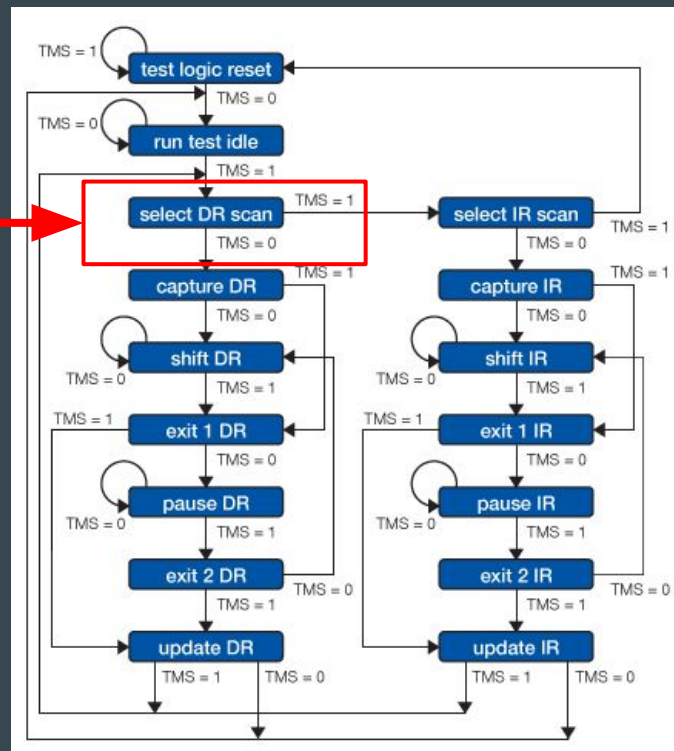 TMS = 1
test logic reset
TMS = 0
TMS = 0
run test idle
TMS = 1
select DR scan
TMS = 1
select IR scan
TMS = 1
TMS = 0
TMS = 0
capture DR
TMS = 1
capture IR
TMS = 1
TMS = 0
TMS = 0
shift DR
shift IR
TMS = 0
TMS = 1
TMS = 0
TMS = 1
TMS = 1
exit 1 DR
TMS = 1
exit 1 IR
TMS = 0
TMS = 0
pause DR
pause IR
TMS = 0
TMS = 1
TMS = 0
TMS = 1
exit 2 DR
TMS = 0
exit 2 IR
TMS = 0
TMS = 1
TMS = 1
update DR
update IR
TMS = 1
TMS = 0
TMS = 1
TMS = 0